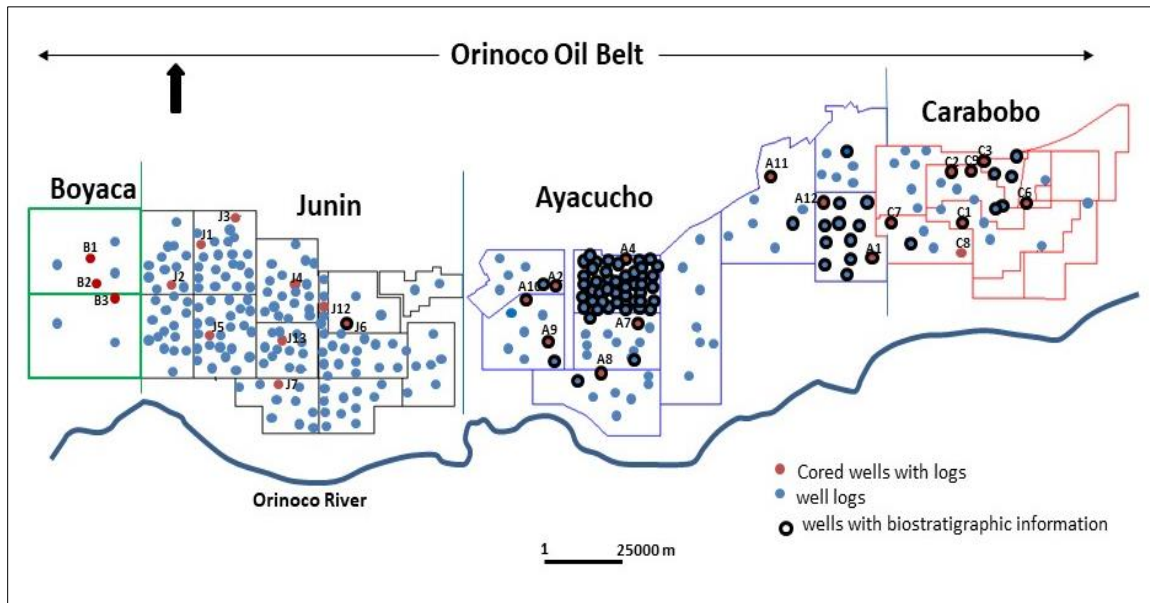 Orinoco Oil Belt
Carabobo
Boyaca
Junin
Ayacucho
C3
C2
C9
A11
A12
C6
J3
C7
C1
J1
B1
A4
A1
C8
J2
J4
A2
B2
A10
B3
J12
J6
A7
J5
J13
A9
A8
J7
Orinoco River
Cored wells with logs
well logs
wells with biostratigraphic information
1 25000 m